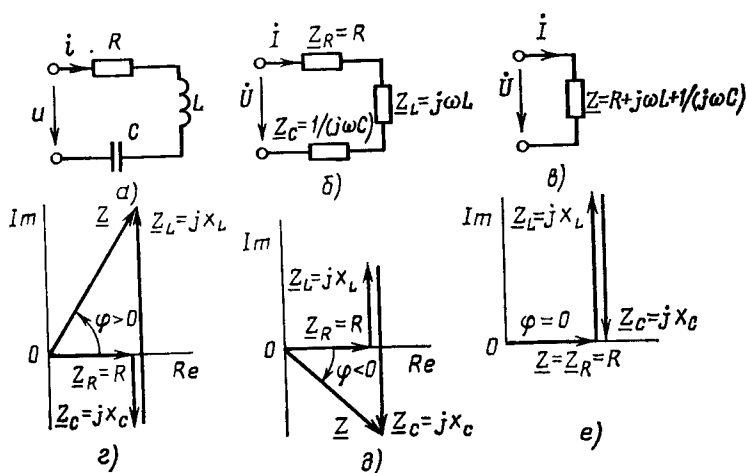 i R
u
L
C
а)
İ Z_R=R
U̇
Z_L=jωL
Z_C=1/(jωC)
б)
İ
U̇
Z=R+jωL+1/(jωC)
в)
Im Z Z_L=jx_L
φ>0
0
Z_R=R Re
Z_C=jx_C
г)
Im
Z_L=jx_L
Z_R=R
0 φ<0 Re
Z Z_C=jx_C
д)
Im Z_L=jx_L
φ=0 Z_C=jx_C
0
Z=Z_R=R
е)